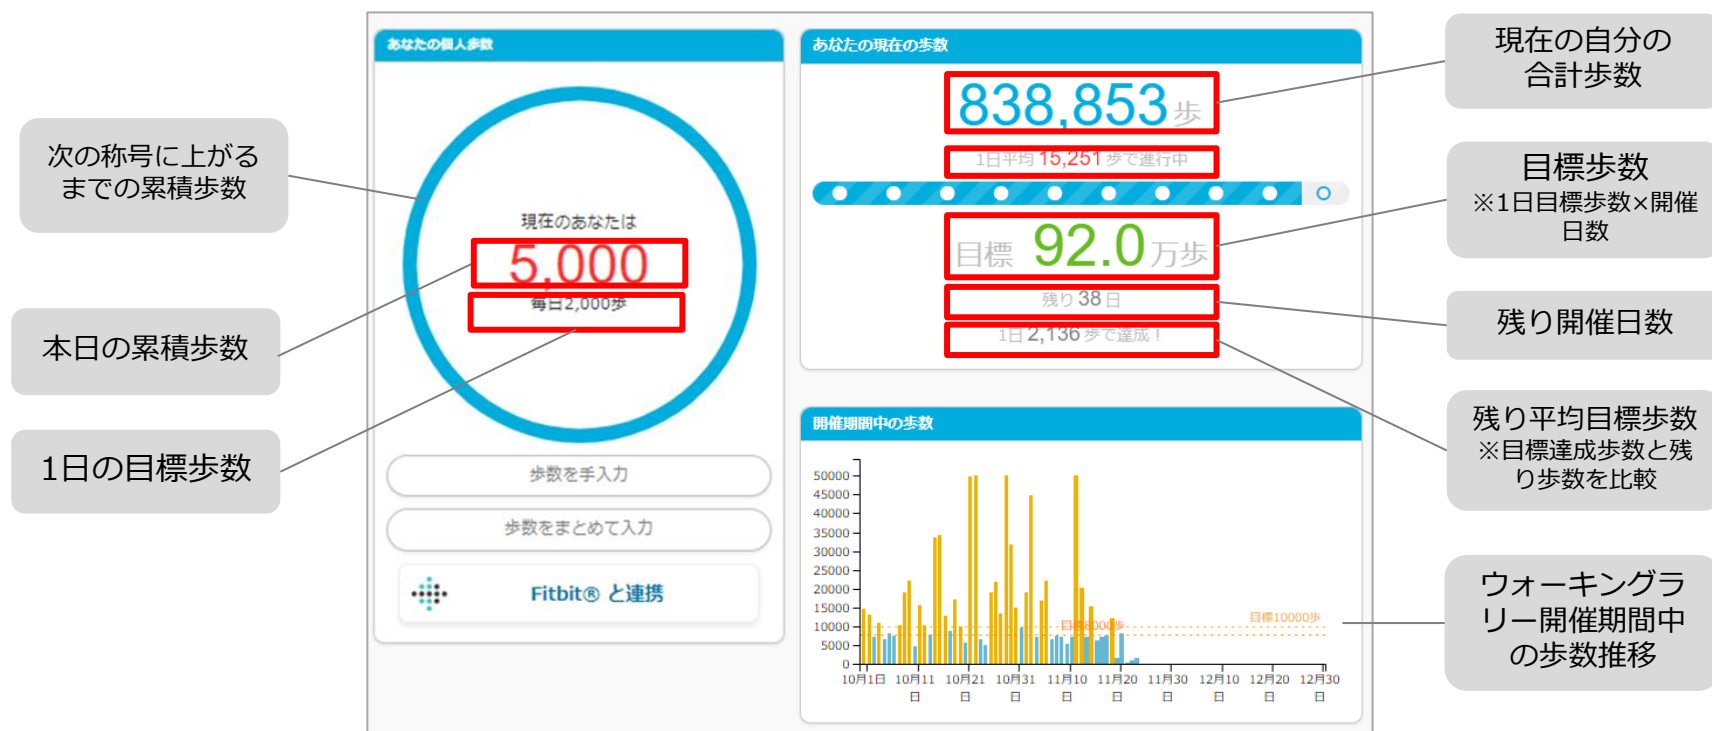 次の称号に上がる
までの累積歩数
本日の累積歩数
1日の目標歩数
あなたの個人歩数
現在のあなたは
5,000
毎日2,000歩
歩数を手入力
歩数をまとめて入力
Fitbit® と連携
あなたの現在の歩数
838,853 歩
1日平均 15,251 歩で進行中
目標 92.0 万歩
残り 38 日
1日 2,136 歩で達成！
開催期間中の歩数
50000
45000
40000
35000
30000
25000
20000
15000
10000
5000
0
目標10000歩
目標8000歩
10月1日 10月11日 10月21日 10月31日 11月10日 11月20日 11月30日 12月10日 12月20日 12月30日
現在の自分の
合計歩数
目標歩数
※1日目標歩数×開催
日数
残り開催日数
残り平均目標歩数
※目標達成歩数と残
り歩数を比較
ウォーキングラ
リー開催期間中
の歩数推移